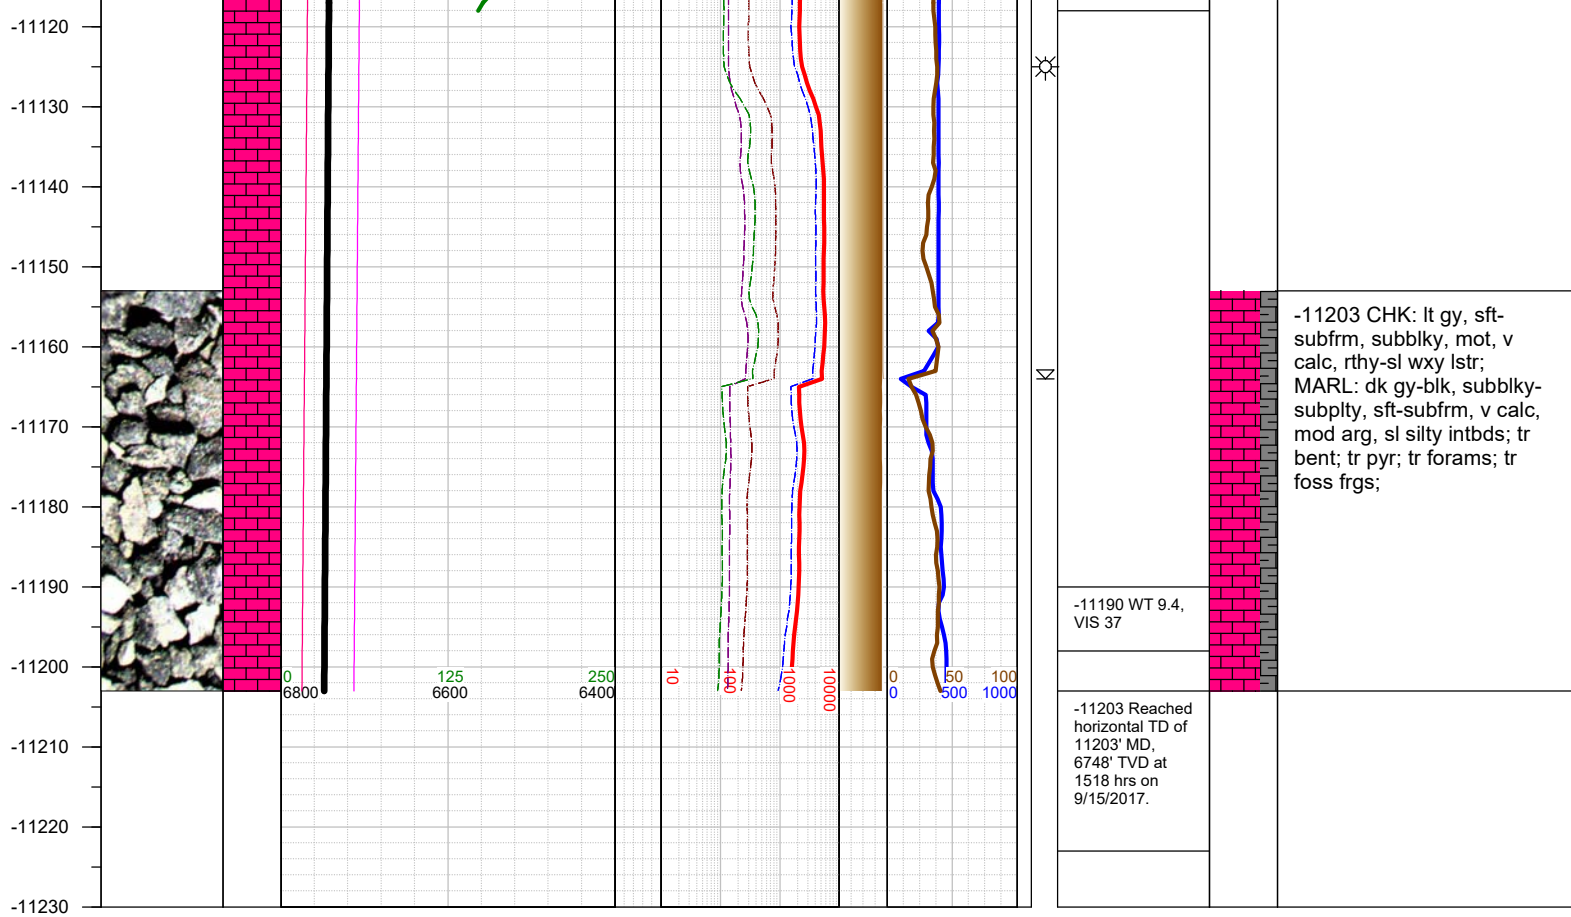 -11120
-11130
-11140
-11150
-11160
-11170
-11180
-11190
-11200
-11210
-11220
-11230
0 125 250
6800 6600 6400
10
100
1000
10000
0 50 100
0 500 1000
-11190 WT 9.4,
VIS 37
-11203 Reached
horizontal TD of
11203' MD,
6748' TVD at
1518 hrs on
9/15/2017.
-11203 CHK: lt gy, sft-
subfrm, subblky, mot, v
calc, rthy-sl wxy lstr;
MARL: dk gy-blk, subblky-
subplty, sft-subfrm, v calc,
mod arg, sl silty intbds; tr
bent; tr pyr; tr forams; tr
foss frgs;